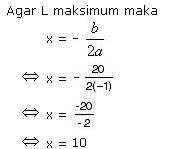 Agar L maksimum maka
x = - b/2a
⇔ x = - 20/2(-1)
⇔ x = -20/-2
⇔ x = 10